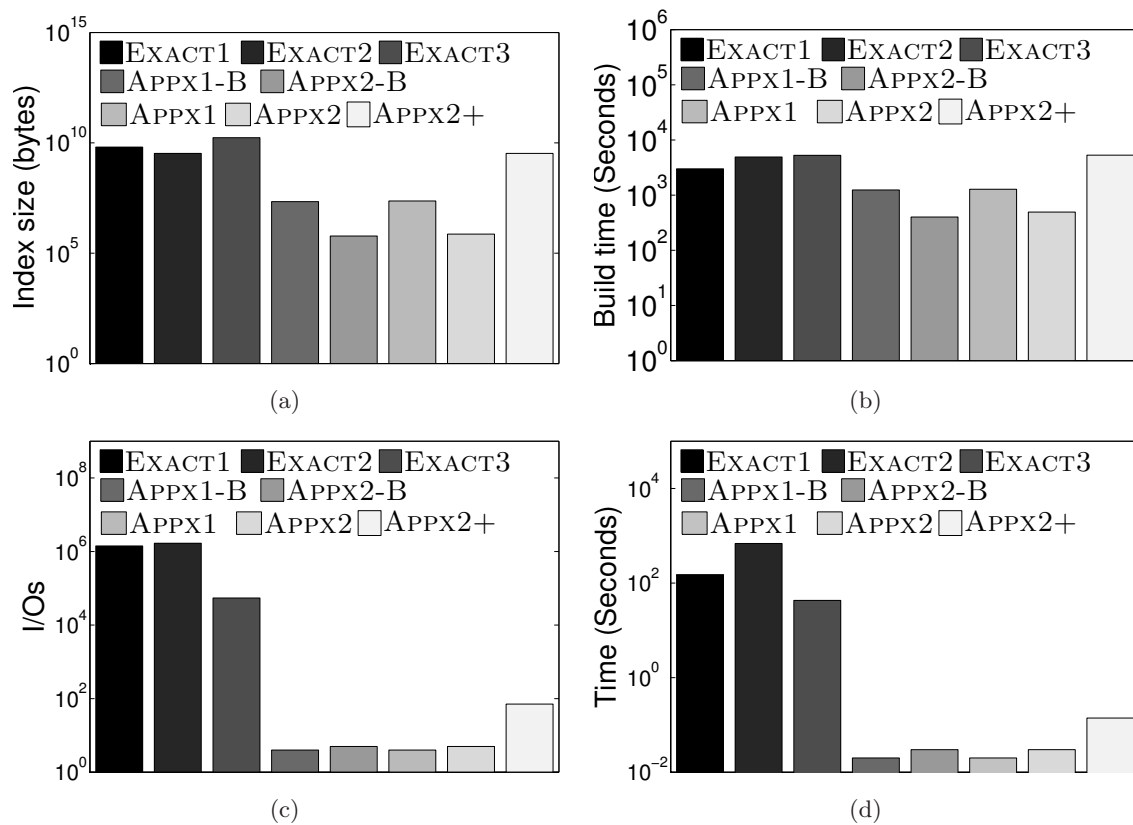 10^15
EXACT1 EXACT2 EXACT3
APPX1-B APPX2-B
APPX1 APPX2 APPX2+
10^10
10^5
10^0
Index size (bytes)
(a)
10^6
EXACT1 EXACT2 EXACT3
10^5
APPX1-B APPX2-B
APPX1 APPX2 APPX2+
10^4
10^3
10^2
10^1
10^0
Build time (Seconds)
(b)
EXACT1 EXACT2 EXACT3
10^8
APPX1-B APPX2-B
APPX1 APPX2 APPX2+
10^6
10^4
10^2
10^0
I/Os
(c)
EXACT1 EXACT2 EXACT3
10^4
APPX1-B APPX2-B
APPX1 APPX2 APPX2+
10^2
10^0
10^-2
Time (Seconds)
(d)